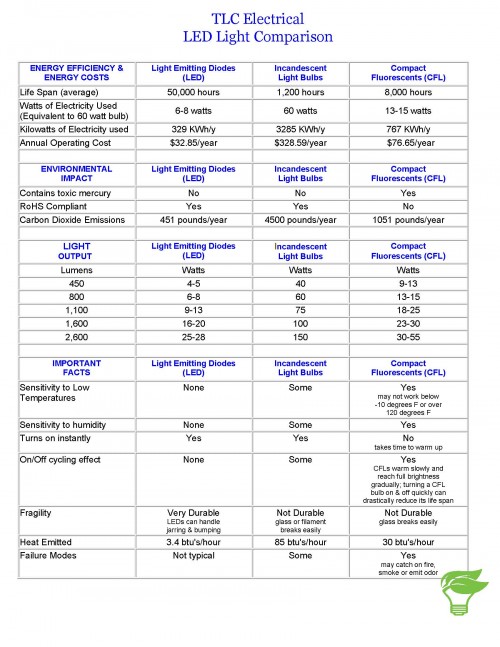 TLC Electrical
LED Light Comparison
ENERGY EFFICIENCY & Light Emitting Diodes Incandescent Compact
ENERGY COSTS (LED) Light Bulbs Fluorescents (CFL)
Life Span (average) 50,000 hours 1,200 hours 8,000 hours
Watts of Electricity Used
(Equivalent to 60 watt bulb) 6-8 watts 60 watts 13-15 watts
Kilowatts of Electricity used 329 KWh/y 3285 KWh/y 767 KWh/y
Annual Operating Cost $32.85/year $328.59/year $76.65/year
ENVIRONMENTAL Light Emitting Diodes Incandescent Compact
IMPACT (LED) Light Bulbs Fluorescents (CFL)
Contains toxic mercury No No Yes
RoHS Compliant Yes Yes No
Carbon Dioxide Emissions 451 pounds/year 4500 pounds/year 1051 pounds/year
LIGHT Light Emitting Diodes Incandescent Compact
OUTPUT (LED) Light Bulbs Fluorescents (CFL)
Lumens Watts Watts Watts
450 4-5 40 9-13
800 6-8 60 13-15
1,100 9-13 75 18-25
1,600 16-20 100 23-30
2,600 25-28 150 30-55
IMPORTANT Light Emitting Diodes Incandescent Compact
FACTS (LED) Light Bulbs Fluorescents (CFL)
Sensitivity to Low None Some Yes
Temperatures may not work below
-10 degrees F or over
120 degrees F
Sensitivity to humidity None Some Yes
Turns on instantly Yes Yes No
takes time to warm up
On/Off cycling effect None Some Yes
CFLs warm slowly and
reach full brightness
gradually; turning a CFL
bulb on & off quickly can
drastically reduce its life span
Fragility Very Durable Not Durable Not Durable
LEDs can handle glass or filament glass breaks easily
jarring & bumping breaks easily
Heat Emitted 3.4 btu's/hour 85 btu's/hour 30 btu's/hour
Failure Modes Not typical Some Yes
may catch on fire,
smoke or emit odor